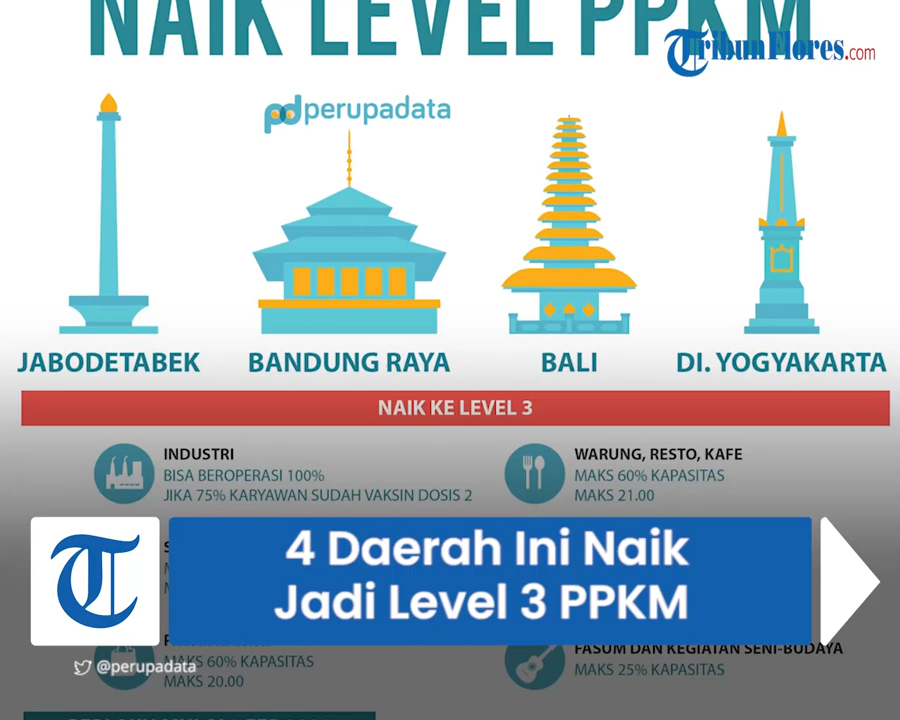 NAIK LEVEL PPKM
TribunFlores.com
perupadata
JABODETABEK
BANDUNG RAYA
BALI
DI. YOGYAKARTA
NAIK KE LEVEL 3
INDUSTRI
BISA BEROPERASI 100%
JIKA 75% KARYAWAN SUDAH VAKSIN DOSIS 2
WARUNG, RESTO, KAFE
MAKS 60% KAPASITAS
MAKS 21.00
4 Daerah Ini Naik
Jadi Level 3 PPKM
MAKS 60% KAPASITAS
MAKS 20.00
@perupadata
FASUM DAN KEGIATAN SENI-BUDAYA
MAKS 25% KAPASITAS